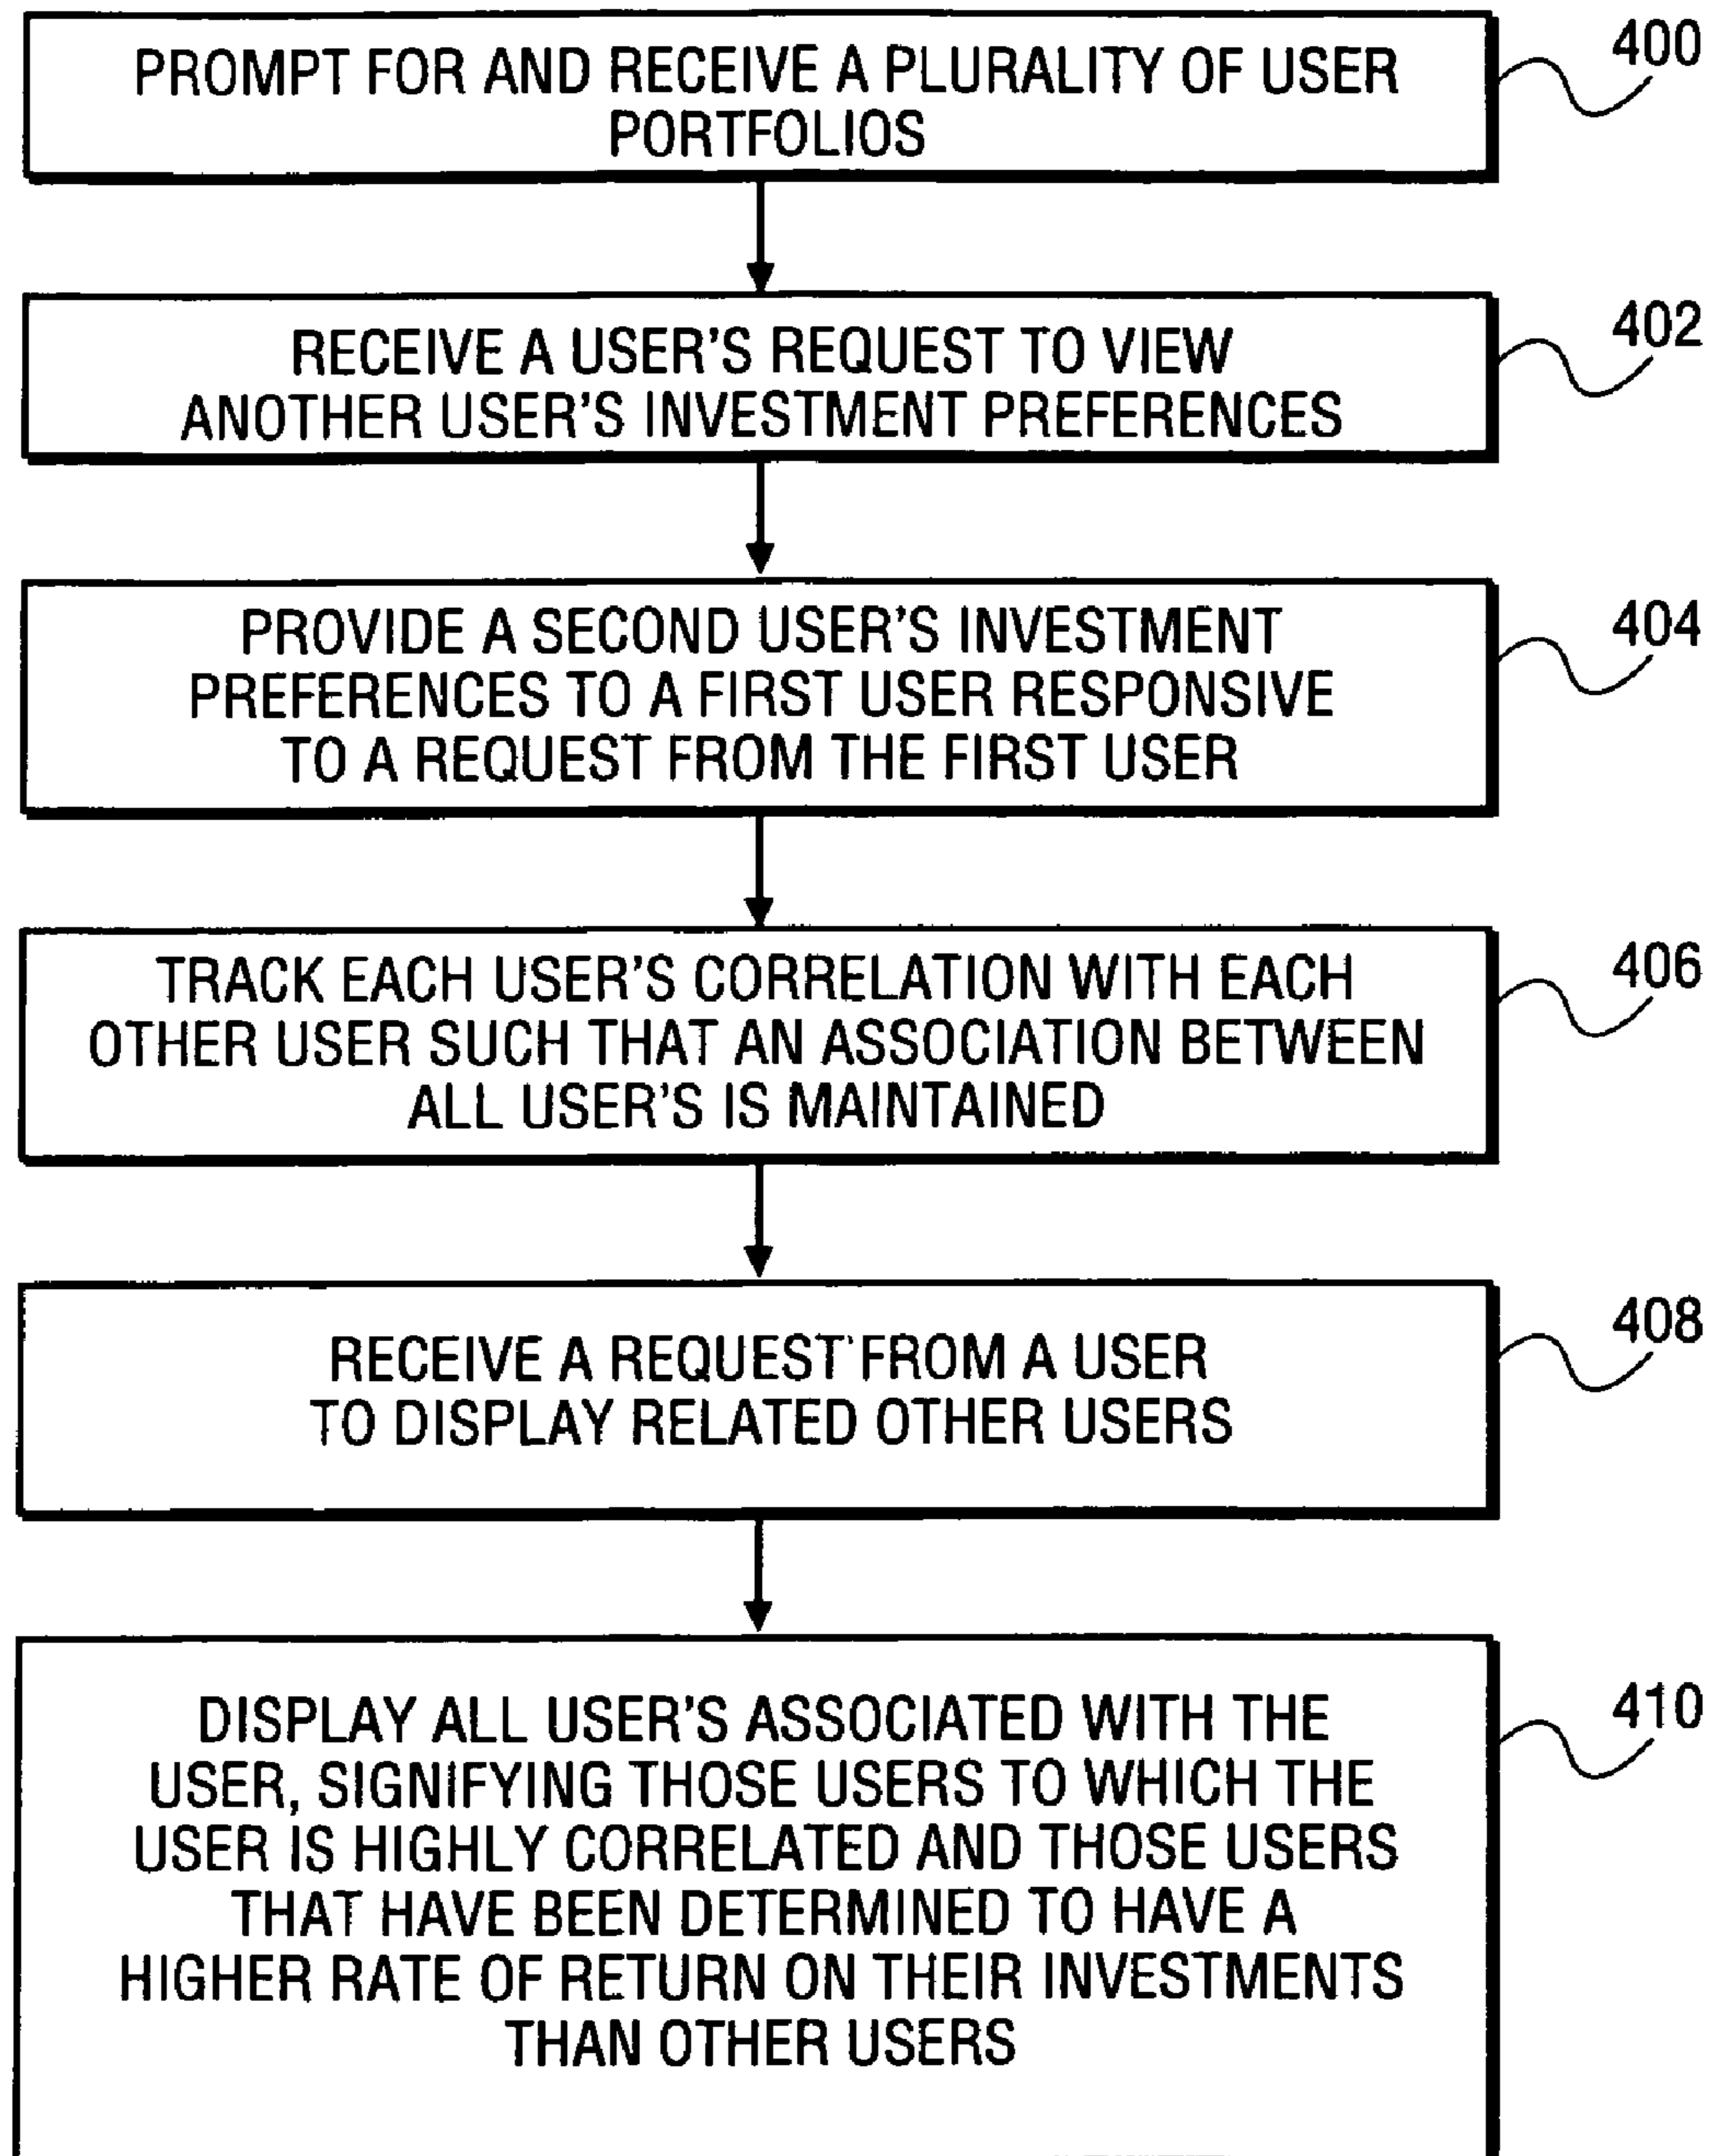 PROMPT FOR AND RECEIVE A PLURALITY OF USER
PORTFOLIOS
400
RECEIVE A USER'S REQUEST TO VIEW
ANOTHER USER'S INVESTMENT PREFERENCES
402
PROVIDE A SECOND USER'S INVESTMENT
PREFERENCES TO A FIRST USER RESPONSIVE
TO A REQUEST FROM THE FIRST USER
404
TRACK EACH USER'S CORRELATION WITH EACH
OTHER USER SUCH THAT AN ASSOCIATION BETWEEN
ALL USER'S IS MAINTAINED
406
RECEIVE A REQUEST FROM A USER
TO DISPLAY RELATED OTHER USERS
408
DISPLAY ALL USER'S ASSOCIATED WITH THE
USER, SIGNIFYING THOSE USERS TO WHICH THE
USER IS HIGHLY CORRELATED AND THOSE USERS
THAT HAVE BEEN DETERMINED TO HAVE A
HIGHER RATE OF RETURN ON THEIR INVESTMENTS
THAN OTHER USERS
410